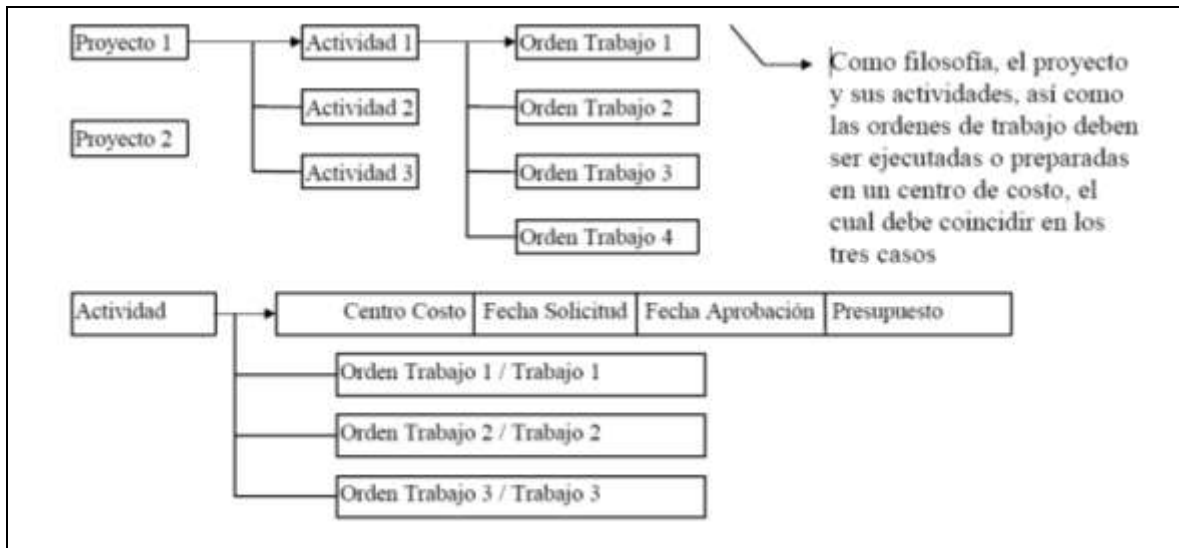 Proyecto 1
Actividad 1
Orden Trabajo 1
Actividad 2
Orden Trabajo 2
Proyecto 2
Actividad 3
Orden Trabajo 3
Orden Trabajo 4
Como filosofía, el proyecto
y sus actividades, así como
las ordenes de trabajo deben
ser ejecutadas o preparadas
en un centro de costo, el
cual debe coincidir en los
tres casos
Actividad
Centro Costo
Fecha Solicitud
Fecha Aprobación
Presupuesto
Orden Trabajo 1 / Trabajo 1
Orden Trabajo 2 / Trabajo 2
Orden Trabajo 3 / Trabajo 3